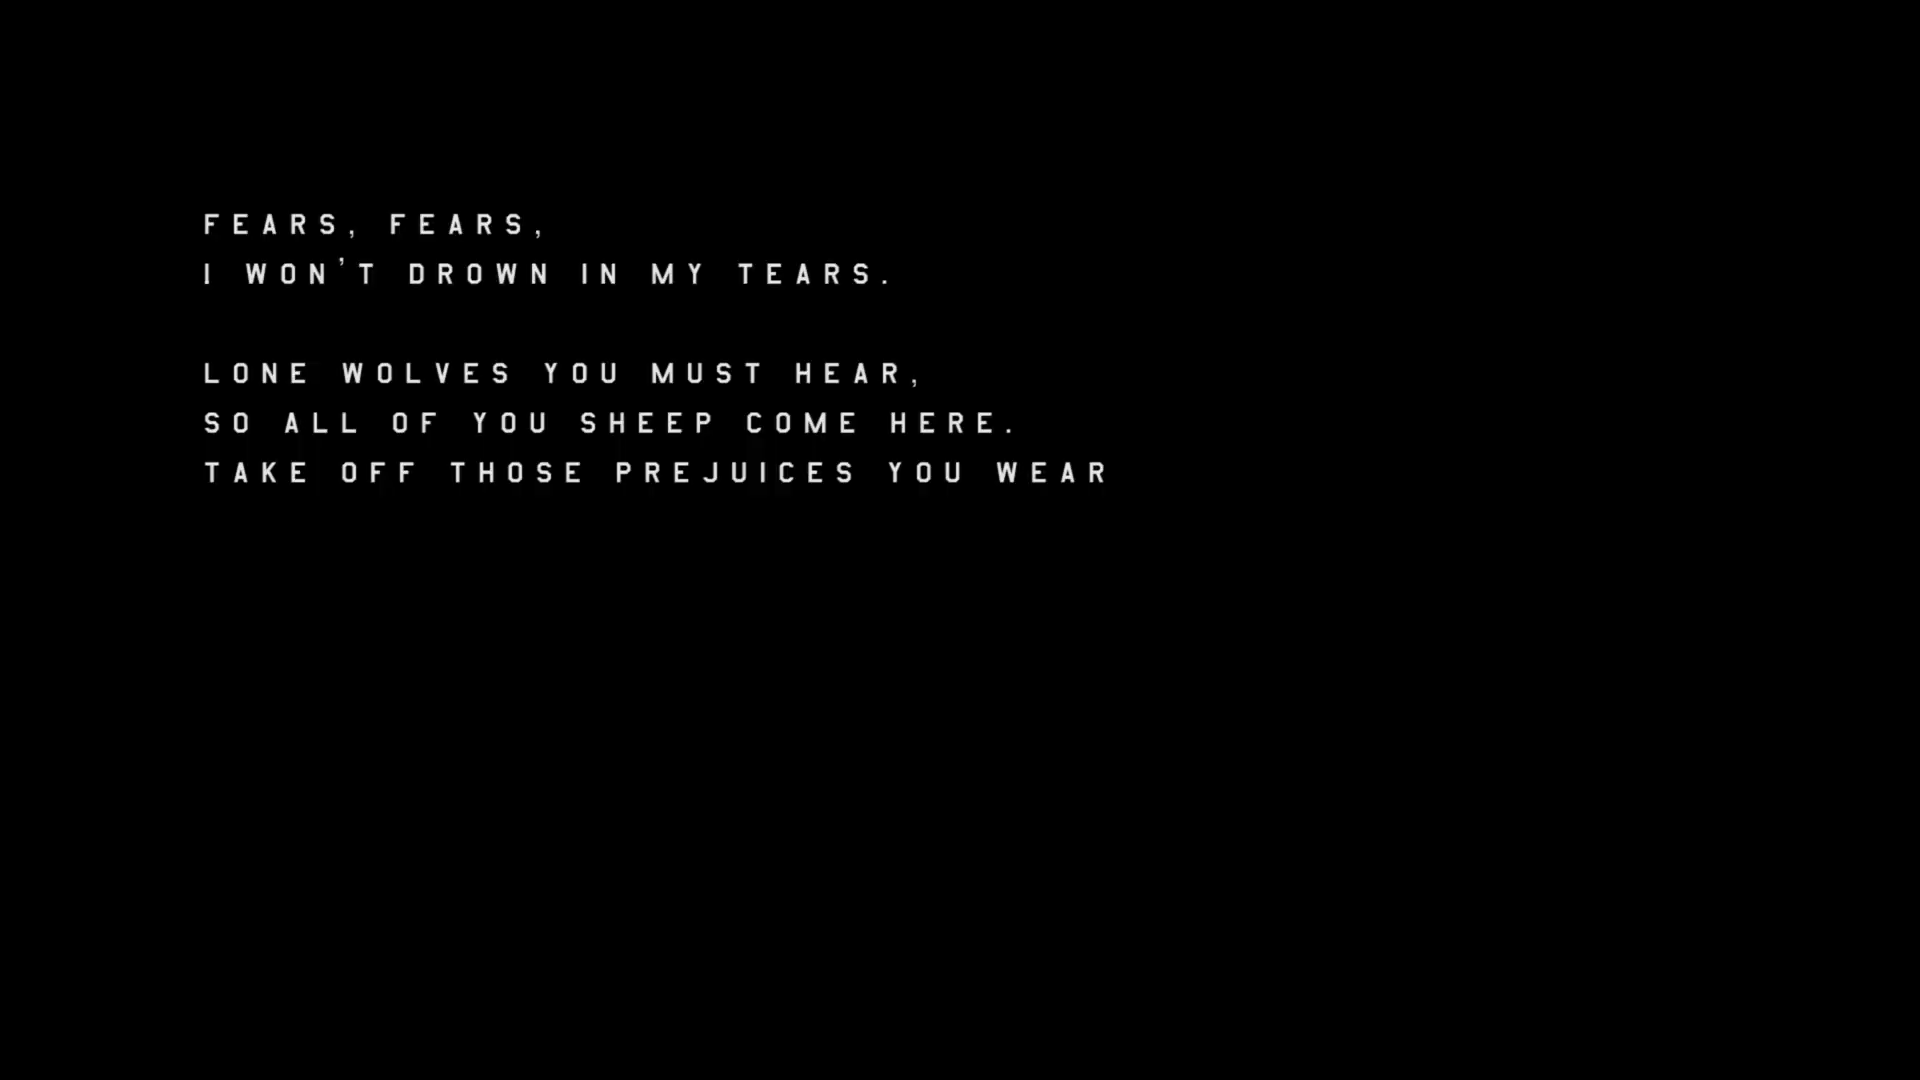 FEARS, FEARS,
I WON'T DROWN IN MY TEARS.
LONE WOLVES YOU MUST HEAR,
SO ALL OF YOU SHEEP COME HERE.
TAKE OFF THOSE PREJUICES YOU WEAR